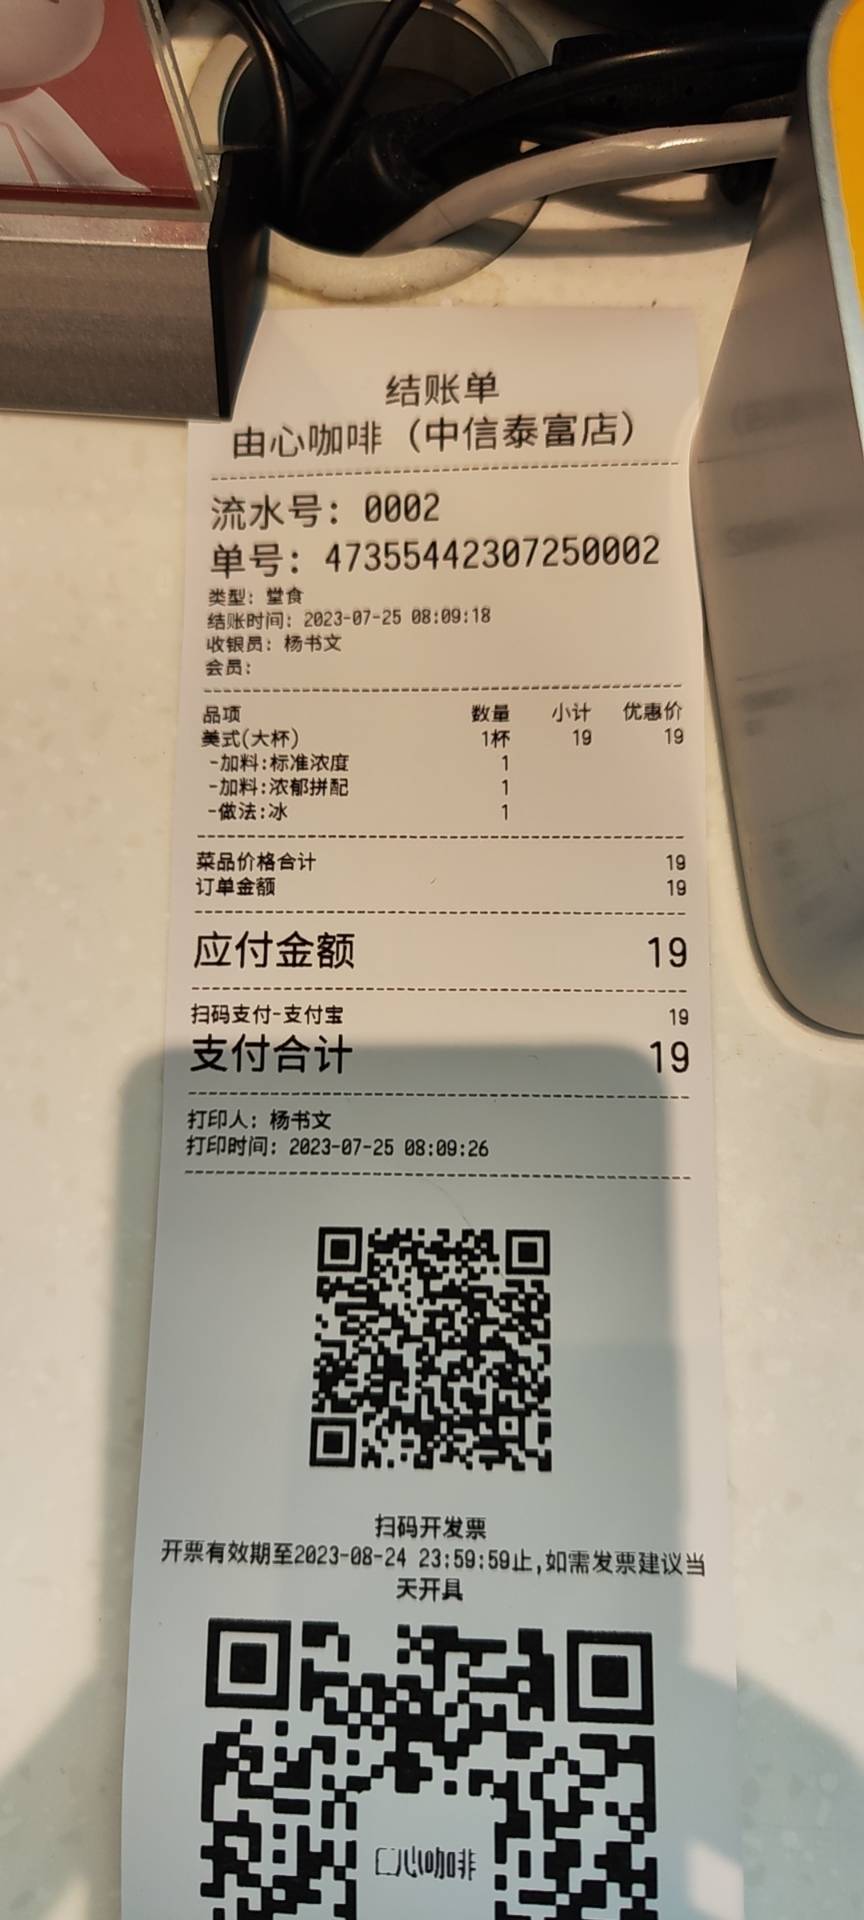 结账单
由心咖啡（中信泰富店）
流水号：0002
单号：47355442307250002
类型：堂食
结账时间：2023-07-25 08:09:18
收银员：杨书文
会员：
品项 数量 小计 优惠价
美式(大杯) 1杯 19 19
-加料:标准浓度 1
-加料:浓郁拼配 1
-做法:冰 1
菜品价格合计 19
订单金额 19
应付金额 19
扫码支付-支付宝 19
支付合计 19
打印人：杨书文
打印时间：2023-07-25 08:09:26
扫码开发票
开票有效期至2023-08-24 23:59:59止,如需发票建议当
天开具
心咖啡